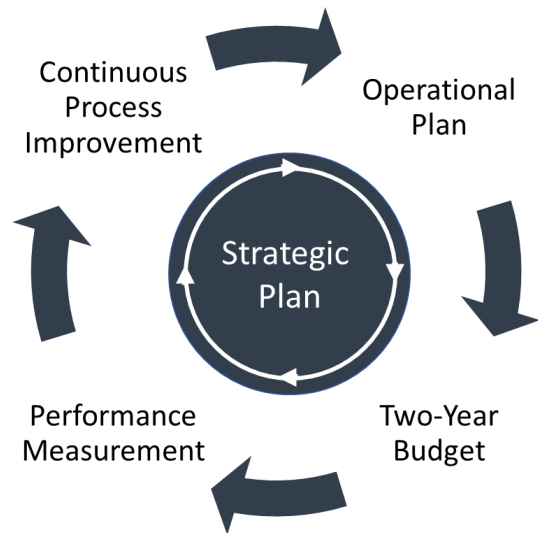 Continuous
Process
Improvement
Operational
Plan
Strategic
Plan
Performance
Measurement
Two-Year
Budget